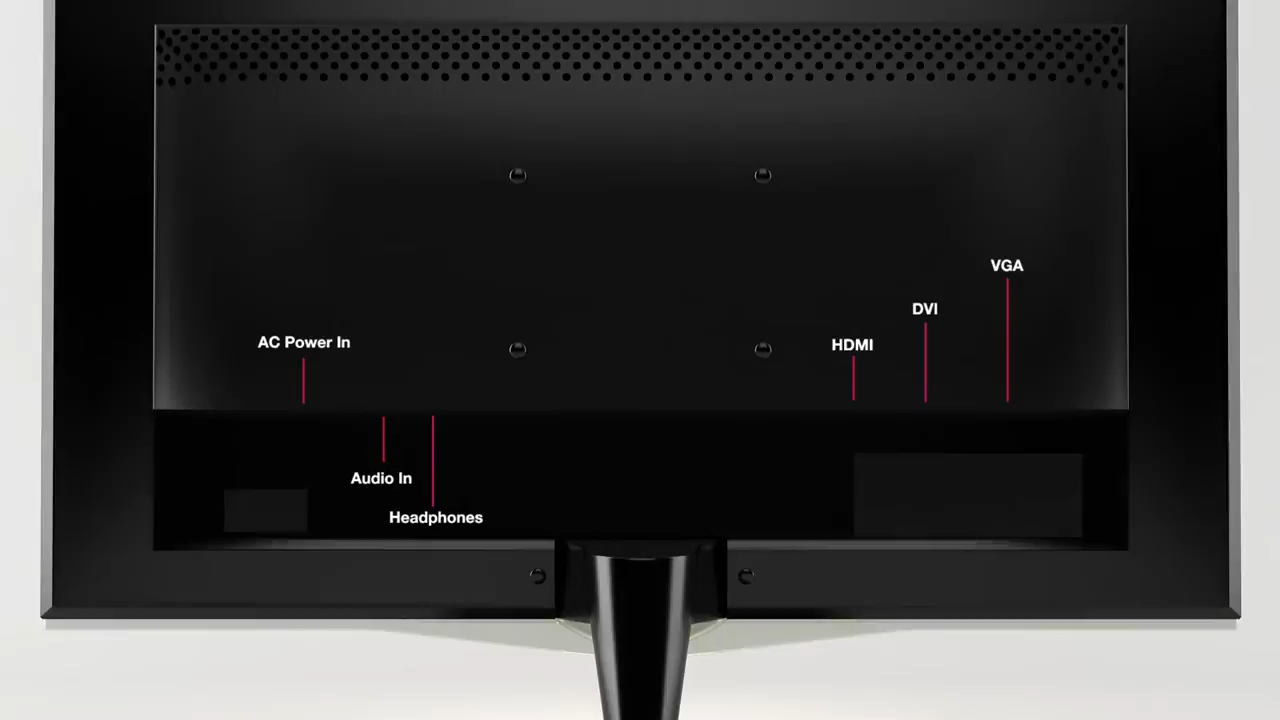 VGA
DVI
AC Power In
HDMI
Audio In
Headphones